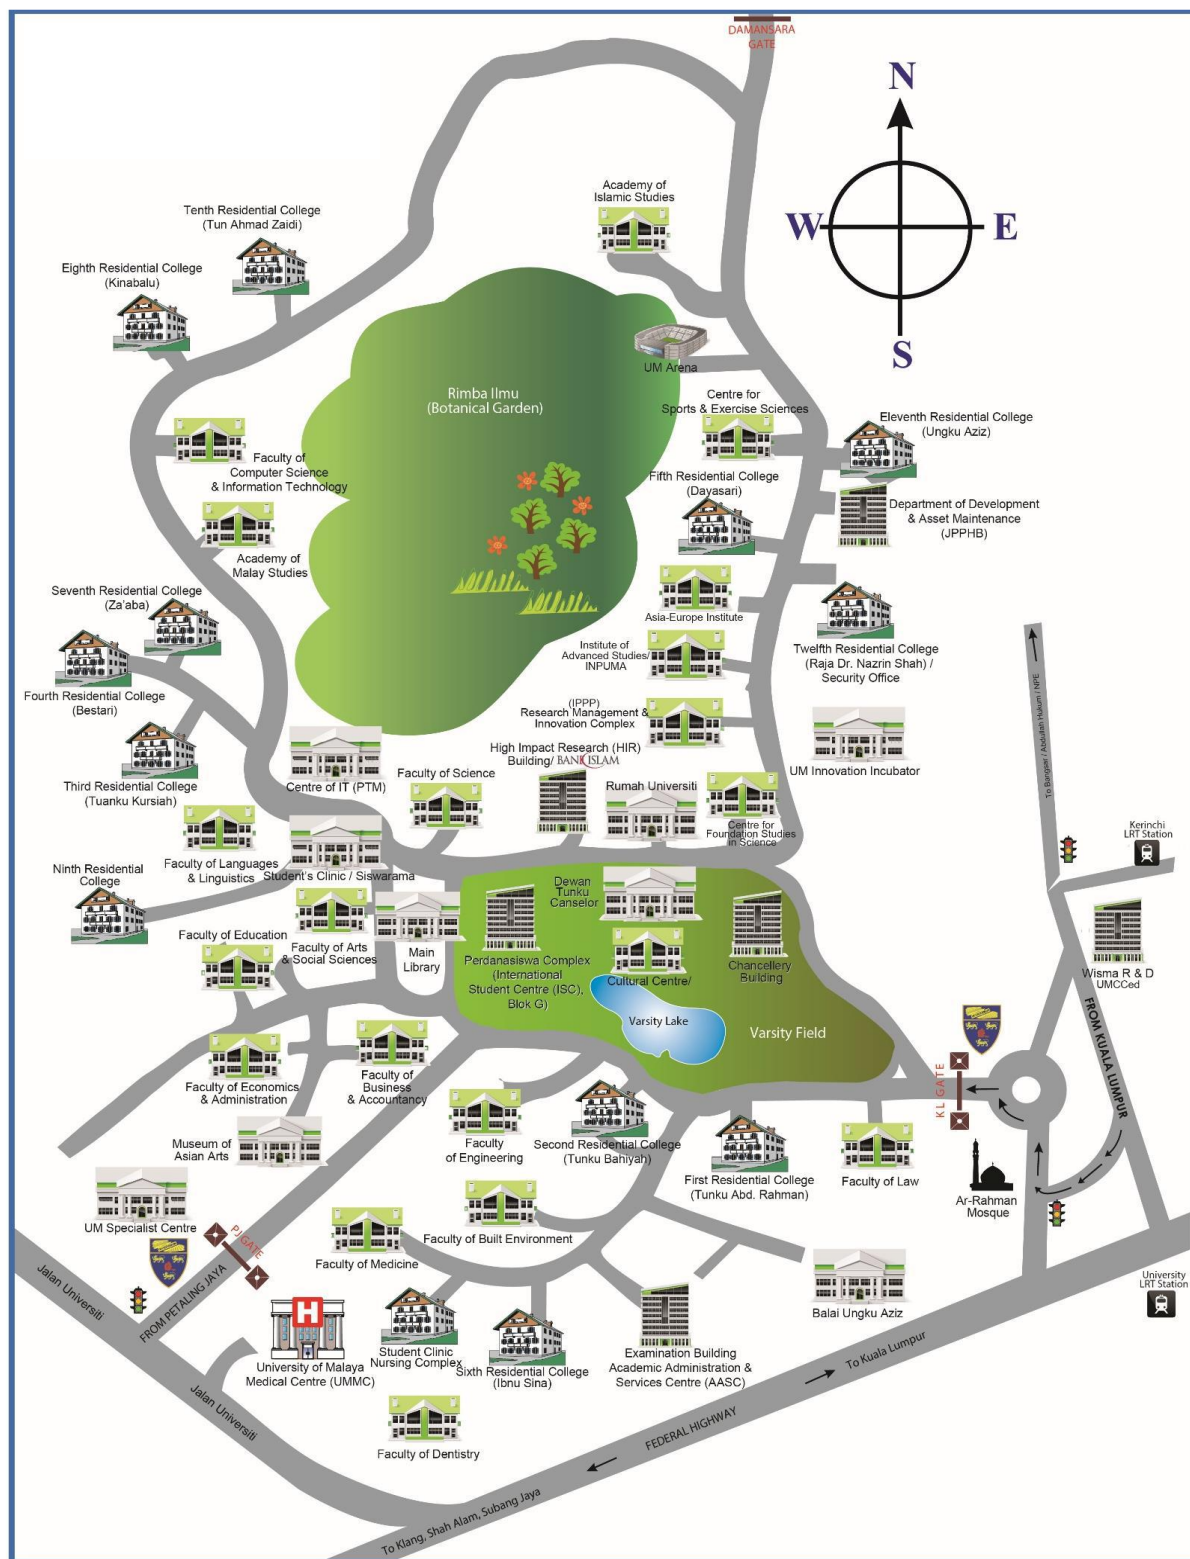 DAMANSARA
GATE
N
W
E
S
Academy of
Islamic Studies
Tenth Residential College
(Tun Ahmad Zaidi)
Eighth Residential College
(Kinabalu)
UM Arena
Rimba Ilmu
(Botanical Garden)
Centre for
Sports & Exercise Sciences
Eleventh Residential College
(Ungku Aziz)
Faculty of
Computer Science
& Information Technology
Fifth Residential College
(Dayasari)
Department of Development
& Asset Maintenance
(JPPHB)
Academy of
Malay Studies
Seventh Residential College
(Za'aba)
Asia-Europe Institute
Institute of
Advanced Studies/
INPUMA
Twelfth Residential College
(Raja Dr. Nazrin Shah) /
Security Office
Fourth Residential College
(Bestari)
(IPPP)
Research Management &
Innovation Complex
To Bangsar / Abdullah Hukum / NPE
High Impact Research (HIR)
Building/ BANK ISLAM
UM Innovation Incubator
Third Residential College
(Tuanku Kursiah)
Centre of IT (PTM)
Faculty of Science
Rumah Universiti
Centre for
Foundation Studies
in Science
Kerinchi
LRT Station
Faculty of Languages
& Linguistics
Student's Clinic / Siswarama
Ninth Residential
College
Dewan
Tunku
Canselor
Faculty of Education
Faculty of Arts
& Social Sciences
Main
Library
Perdanasiswa Complex
(International
Student Centre (ISC),
Blok G)
Cultural Centre/
Chancellery
Building
Wisma R & D
UMCCed
Varsity Lake
Varsity Field
FROM KUALA LUMPUR
KL GATE
Faculty of Economics
& Administration
Faculty of
Business
& Accountancy
Museum of
Asian Arts
Faculty
of Engineering
Second Residential College
(Tunku Bahiyah)
First Residential College
(Tunku Abd. Rahman)
Faculty of Law
Ar-Rahman
Mosque
UM Specialist Centre
PJ GATE
Faculty of Medicine
Faculty of Built Environment
Jalan Universiti
FROM PETALING JAYA
Balai Ungku Aziz
University
LRT Station
H
University of Malaya
Medical Centre (UMMC)
Student Clinic
Nursing Complex
Sixth Residential College
(Ibnu Sina)
Examination Building
Academic Administration &
Services Centre (AASC)
To Kuala Lumpur
Jalan Universiti
Faculty of Dentistry
FEDERAL HIGHWAY
To Klang, Shah Alam, Subang Jaya